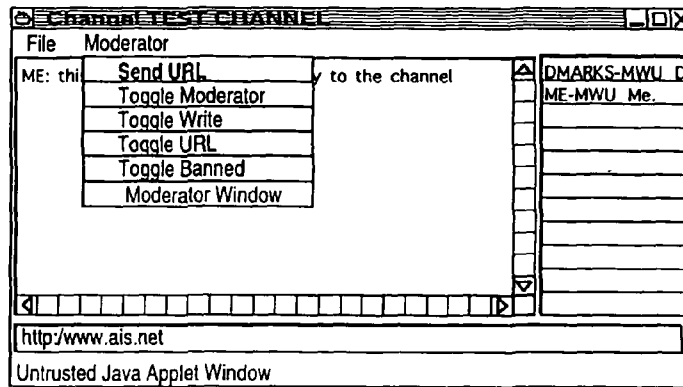 Channel TEST CHANNEL
File Moderator
ME: thi
y to the channel
Send URL
Toggle Moderator
Toggle Write
Toggle URL
Toggle Banned
Moderator Window
DMARKS-MWU D
ME-MWU Me.
http:/www.ais.net
Untrusted Java Applet Window